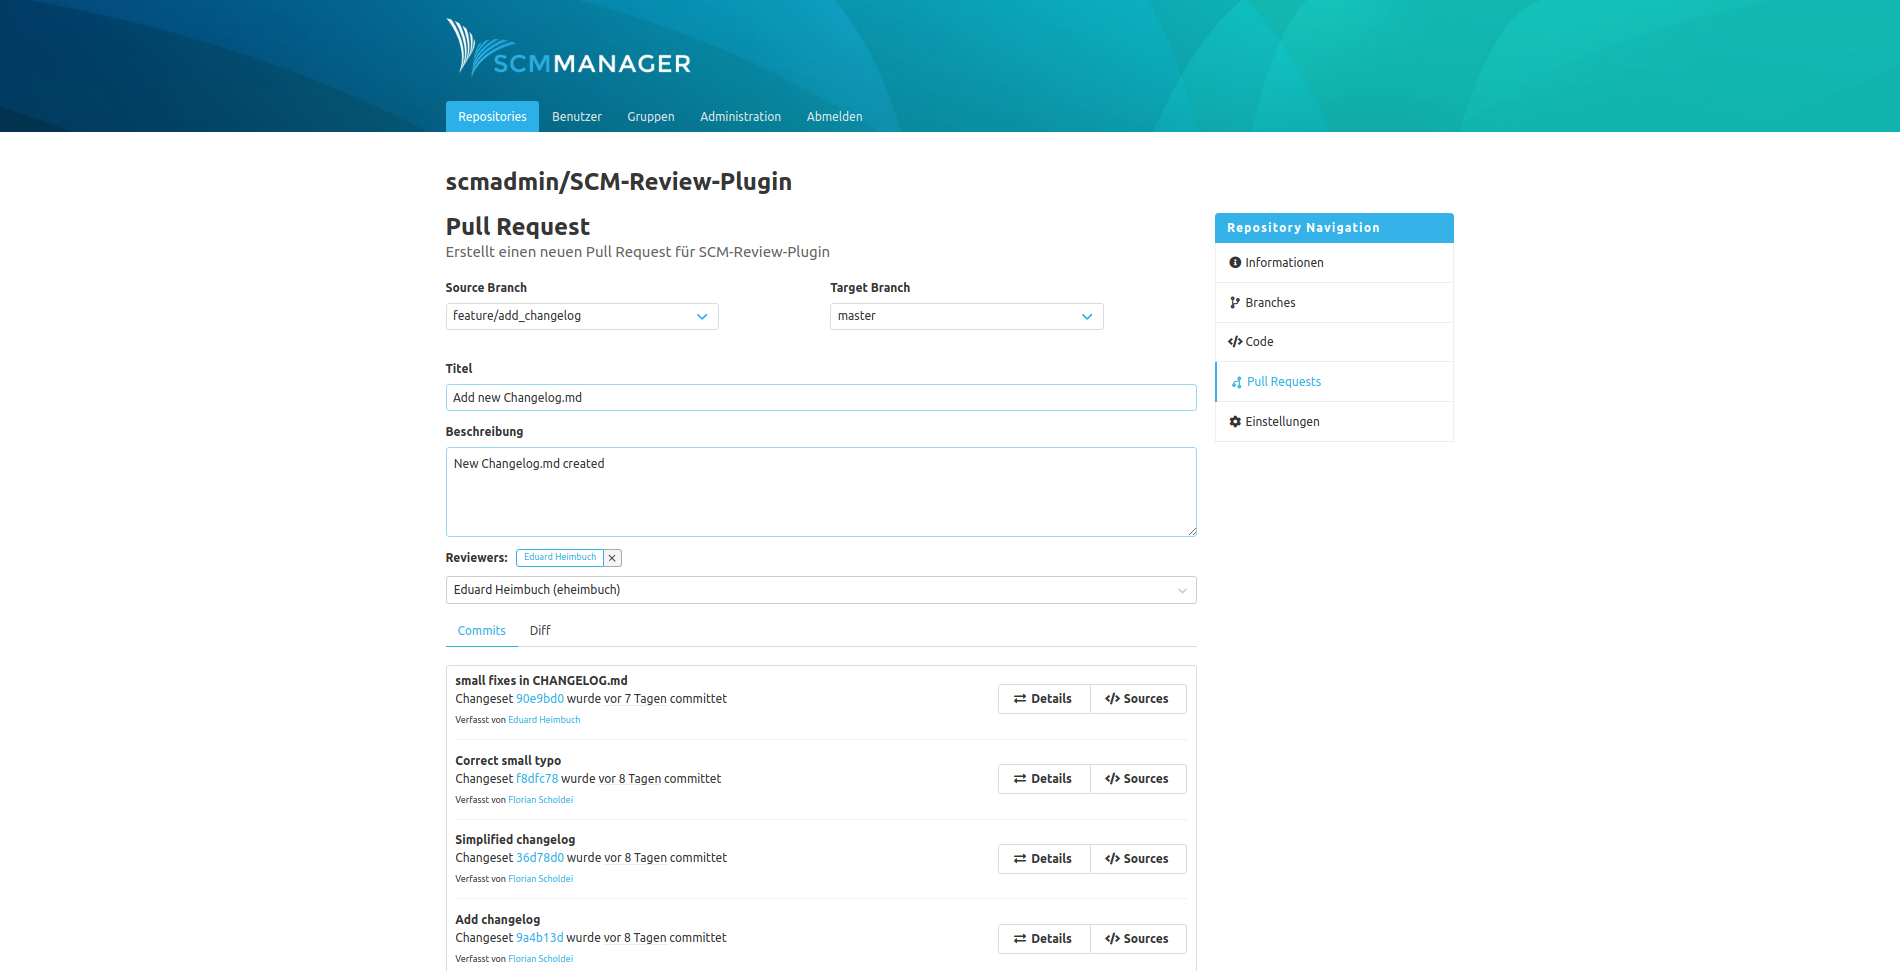 SCMMANAGER
Repositories Benutzer Gruppen Administration Abmelden
scmadmin/SCM-Review-Plugin
Pull Request
Erstellt einen neuen Pull Request für SCM-Review-Plugin
Source Branch Target Branch
feature/add_changelog master
Titel
Add new Changelog.md
Beschreibung
New Changelog.md created
Reviewers: Eduard Heimbuch
Eduard Heimbuch (eheimbuch)
Commits Diff
small fixes in CHANGELOG.md
Changeset 90e9bd0 wurde vor 7 Tagen committet
Verfasst von Eduard Heimbuch
Details Sources
Correct small typo
Changeset f8dfc78 wurde vor 8 Tagen committet
Verfasst von Florian Scholdei
Details Sources
Simplified changelog
Changeset 36d78d0 wurde vor 8 Tagen committet
Verfasst von Florian Scholdei
Details Sources
Add changelog
Changeset 9a4b13d wurde vor 8 Tagen committet
Verfasst von Florian Scholdei
Details Sources
Repository Navigation
Informationen
Branches
Code
Pull Requests
Einstellungen